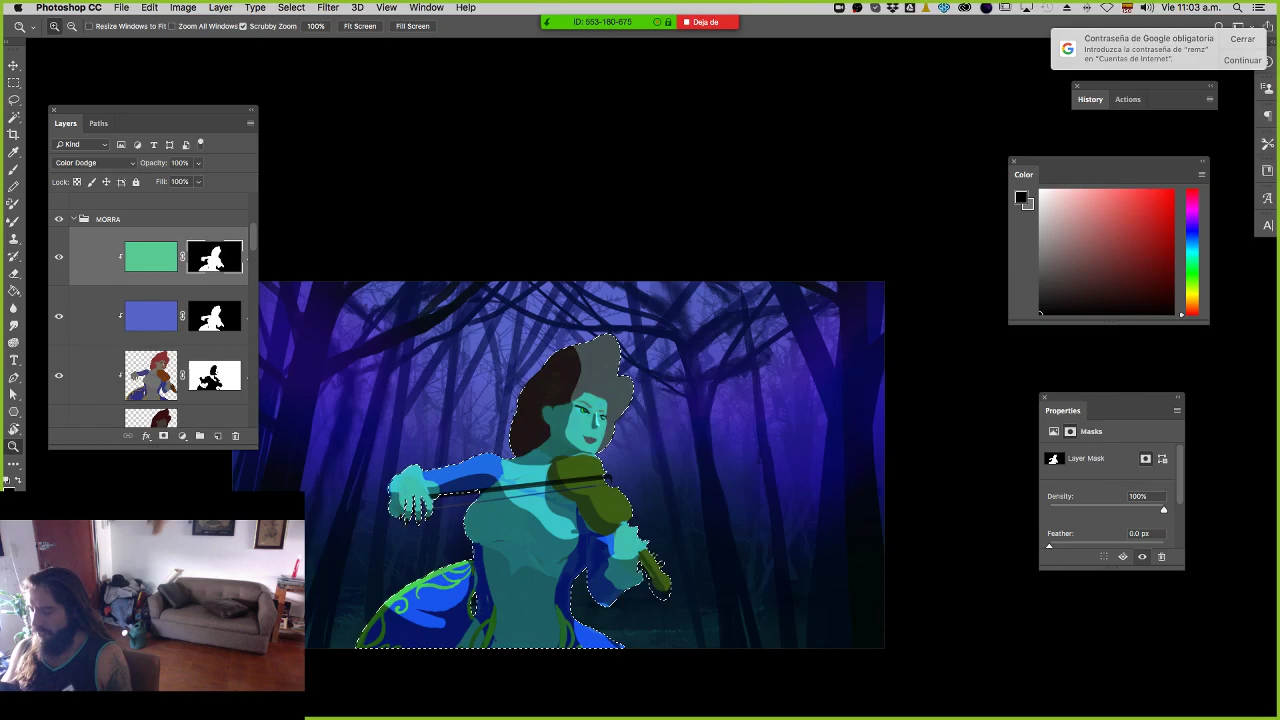 Photoshop CC File Edit Image Layer Type Select Filter 3D View Window Help
ID: 553-180-675 Deja de
Vie 11:03 a.m.
Resize Windows to Fit Zoom All Windows Scrubby Zoom 100% Fit Screen Fill Screen
Contraseña de Google obligatoria
Introduzca la contraseña de "remz"
en "Cuentas de Internet".
Cerrar
Continuar
History Actions
Layers Paths
Kind
Color Dodge Opacity: 100%
Lock: Fill: 100%
MORRA
Color
Properties
Masks
Layer Mask
Density: 100%
Feather: 0.0 px